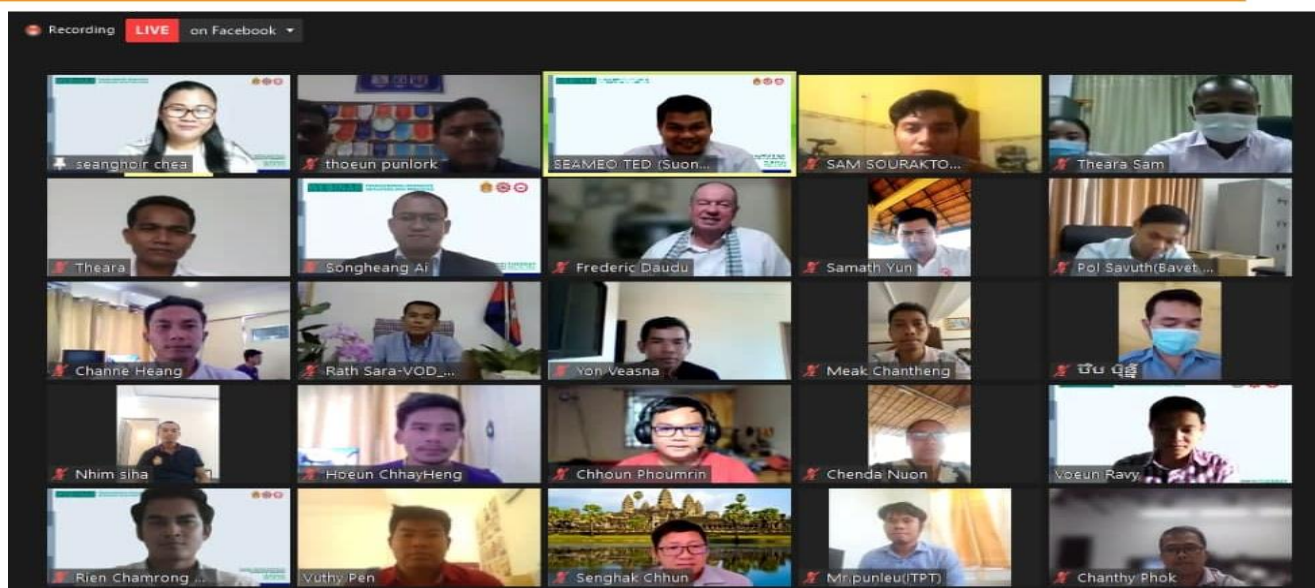 Recording LIVE on Facebook
seanghoir chea
thoeun punlork
SEAMEO TED (Suon...
SAM SOURAKTO...
Theara Sam
Theara
Songheang Ai
Frederic Daudu
Samath Yun
Pol Savuth(Bavet ...
Channe Heang
Rath Sara-VOD_...
Yon Veasna
Meak Chantheng
Nhim siha
Hoeun ChhayHeng
Chhoun Phoumrin
Chenda Nuon
Voeun Ravy
Rien Chamrong ...
Vuthy Pen
Senghak Chhun
Mr.punleu(ITPT)
Chanthy Phok